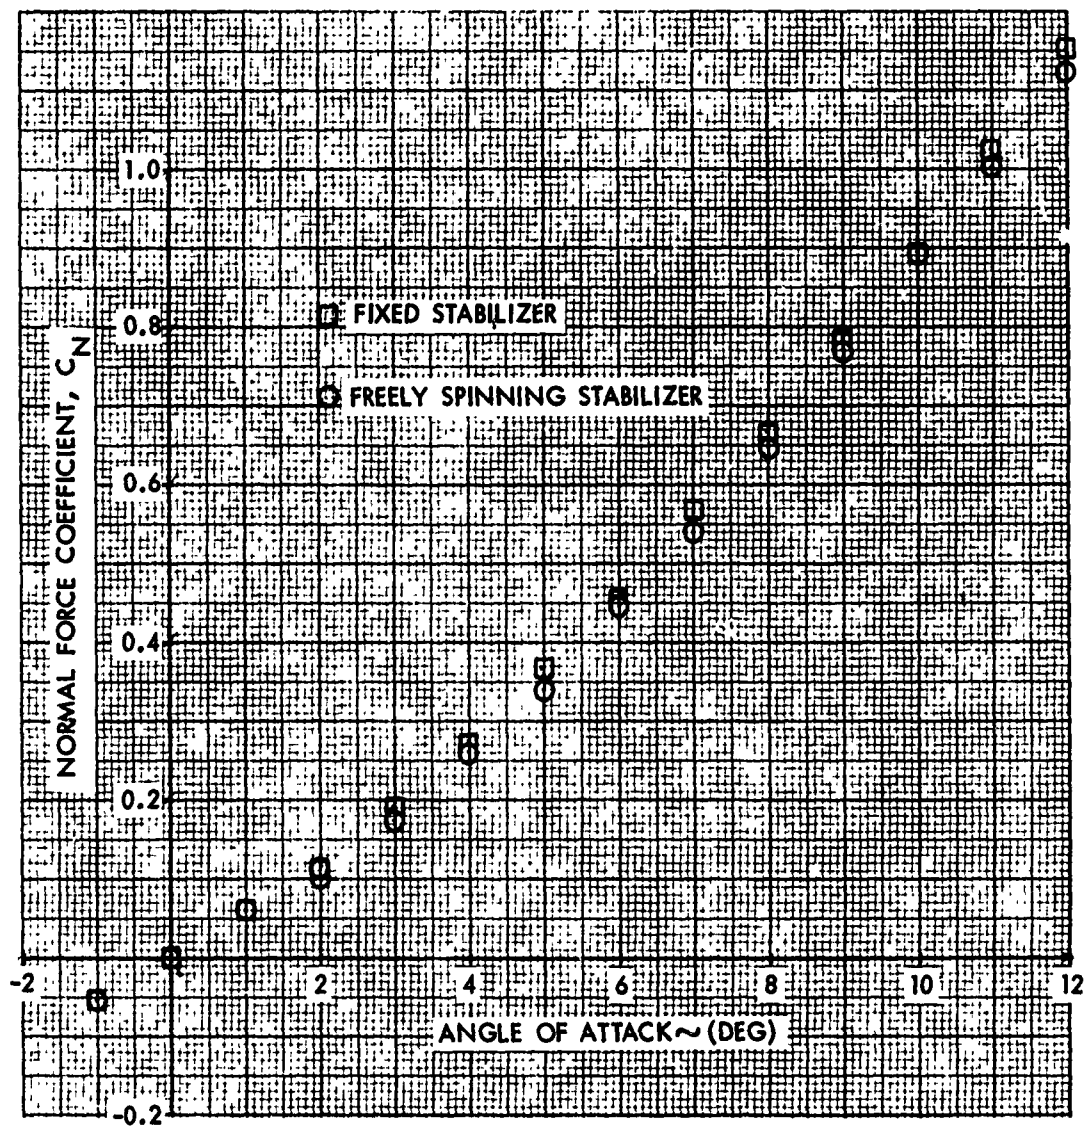 1.0
0.8
0.6
0.4
0.2
-0.2
NORMAL FORCE COEFFICIENT, C_N
FIXED STABILIZER
FREELY SPINNING STABILIZER
-2 2 4 6 8 10 12
ANGLE OF ATTACK~(DEG)